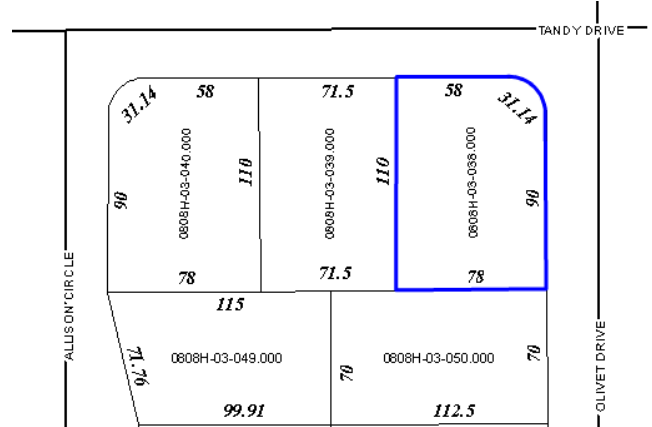 TANDY DRIVE
58
71.5
58
31.14
31.14
0808H-03-040.000
110
0808H-03-039.000
110
0808H-03-038.000
90
90
78
71.5
78
ALLISON CIRCLE
115
71.76
0808H-03-049.000
70
0808H-03-050.000
70
OLIVET DRIVE
99.91
112.5